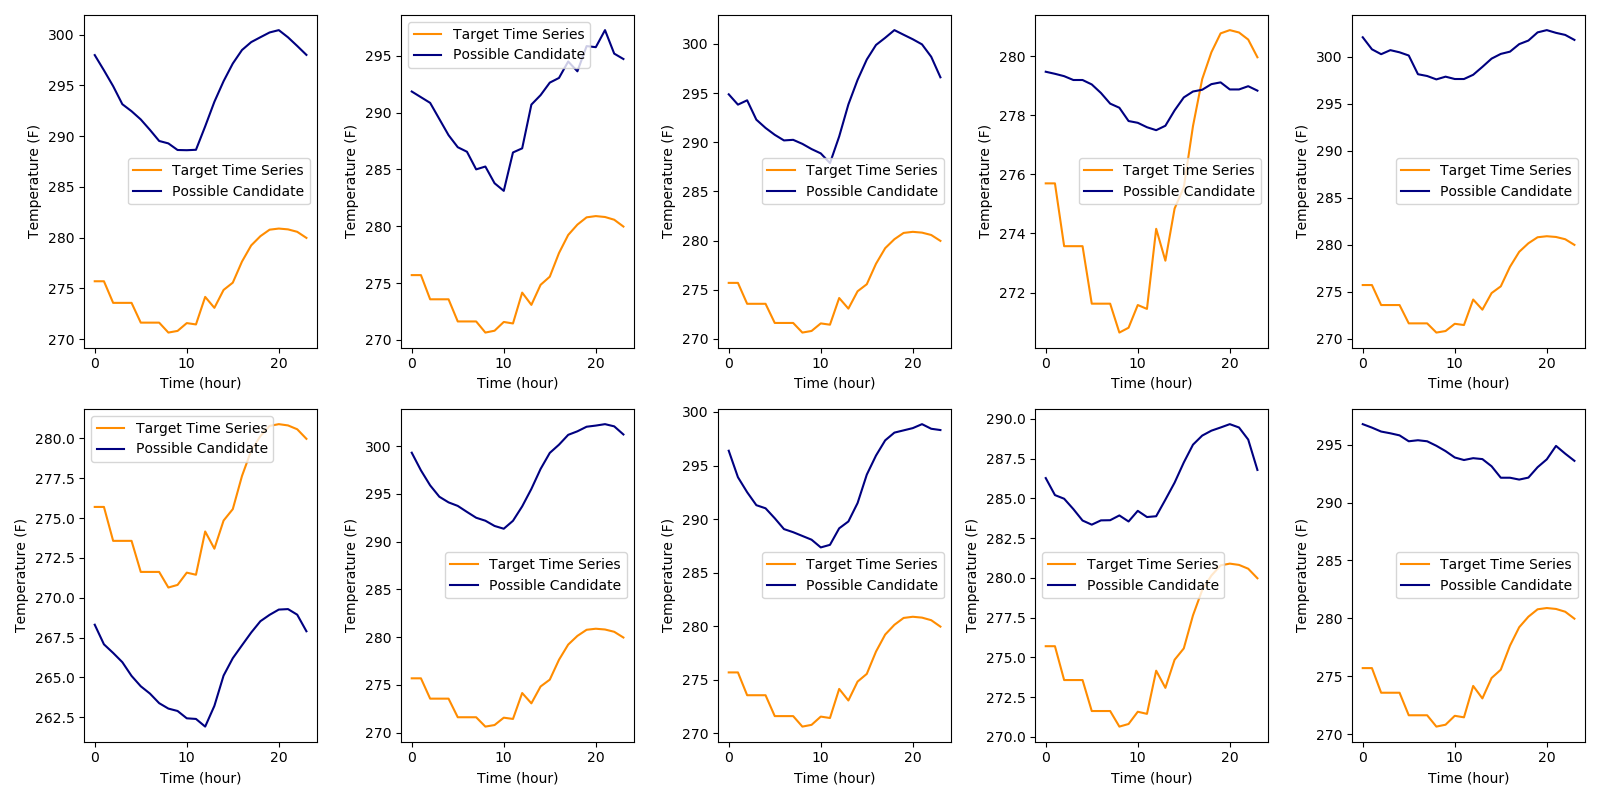 300
295
290
285
280
275
270
Temperature (F)
Target Time Series
Possible Candidate
0 10 20
Time (hour)
295
290
285
280
275
270
Temperature (F)
Target Time Series
Possible Candidate
0 10 20
Time (hour)
300
295
290
285
280
275
270
Temperature (F)
Target Time Series
Possible Candidate
0 10 20
Time (hour)
280
278
276
274
272
Temperature (F)
Target Time Series
Possible Candidate
0 10 20
Time (hour)
300
295
290
285
280
275
270
Temperature (F)
Target Time Series
Possible Candidate
0 10 20
Time (hour)
280.0
277.5
275.0
272.5
270.0
267.5
265.0
262.5
Temperature (F)
Target Time Series
Possible Candidate
0 10 20
Time (hour)
300
295
290
285
280
275
270
Temperature (F)
Target Time Series
Possible Candidate
0 10 20
Time (hour)
300
295
290
285
280
275
270
Temperature (F)
Target Time Series
Possible Candidate
0 10 20
Time (hour)
290.0
287.5
285.0
282.5
280.0
277.5
275.0
272.5
270.0
Temperature (F)
Target Time Series
Possible Candidate
0 10 20
Time (hour)
295
290
285
280
275
270
Temperature (F)
Target Time Series
Possible Candidate
0 10 20
Time (hour)